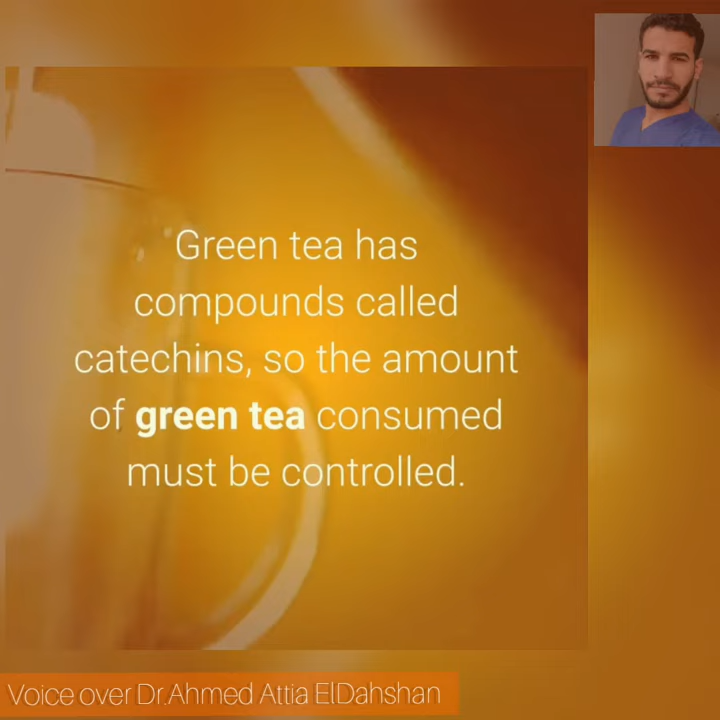 Green tea has
compounds called
catechins, so the amount
of green tea consumed
must be controlled.
Voice over Dr.Ahmed Attia ElDahshan